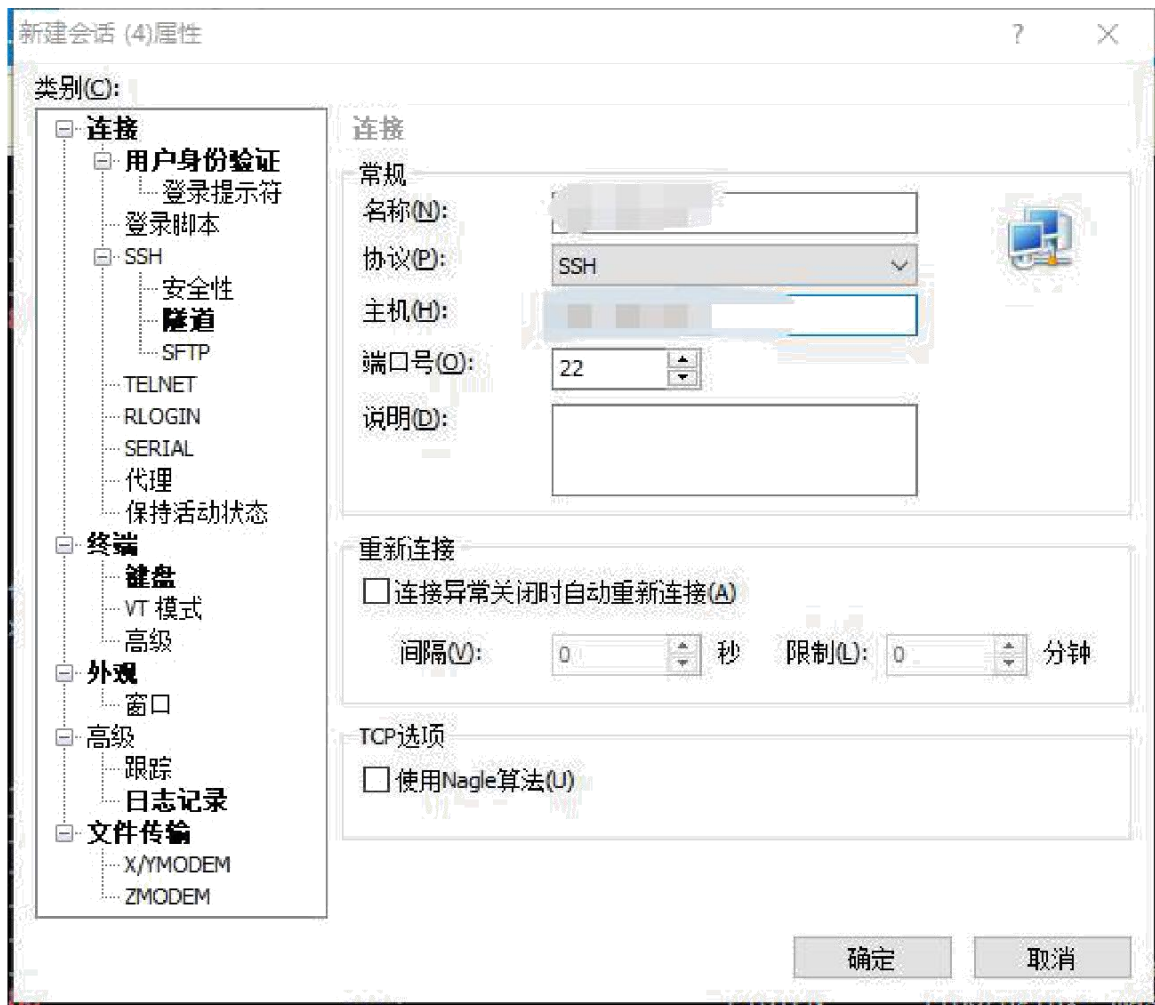 新建会话 (4)属性
?
类别(C):
连接
用户身份验证
登录提示符
登录脚本
SSH
安全性
隧道
SFTP
TELNET
RLOGIN
SERIAL
代理
保持活动状态
终端
键盘
VT 模式
高级
外观
窗口
高级
跟踪
日志记录
文件传输
X/YMODEM
ZMODEM
连接
常规
名称(N):
协议(P): SSH
主机(H):
端口号(O): 22
说明(D):
重新连接
连接异常关闭时自动重新连接(A)
间隔(V): 0 秒 限制(L): 0 分钟
TCP选项
使用Nagle算法(U)
确定 取消